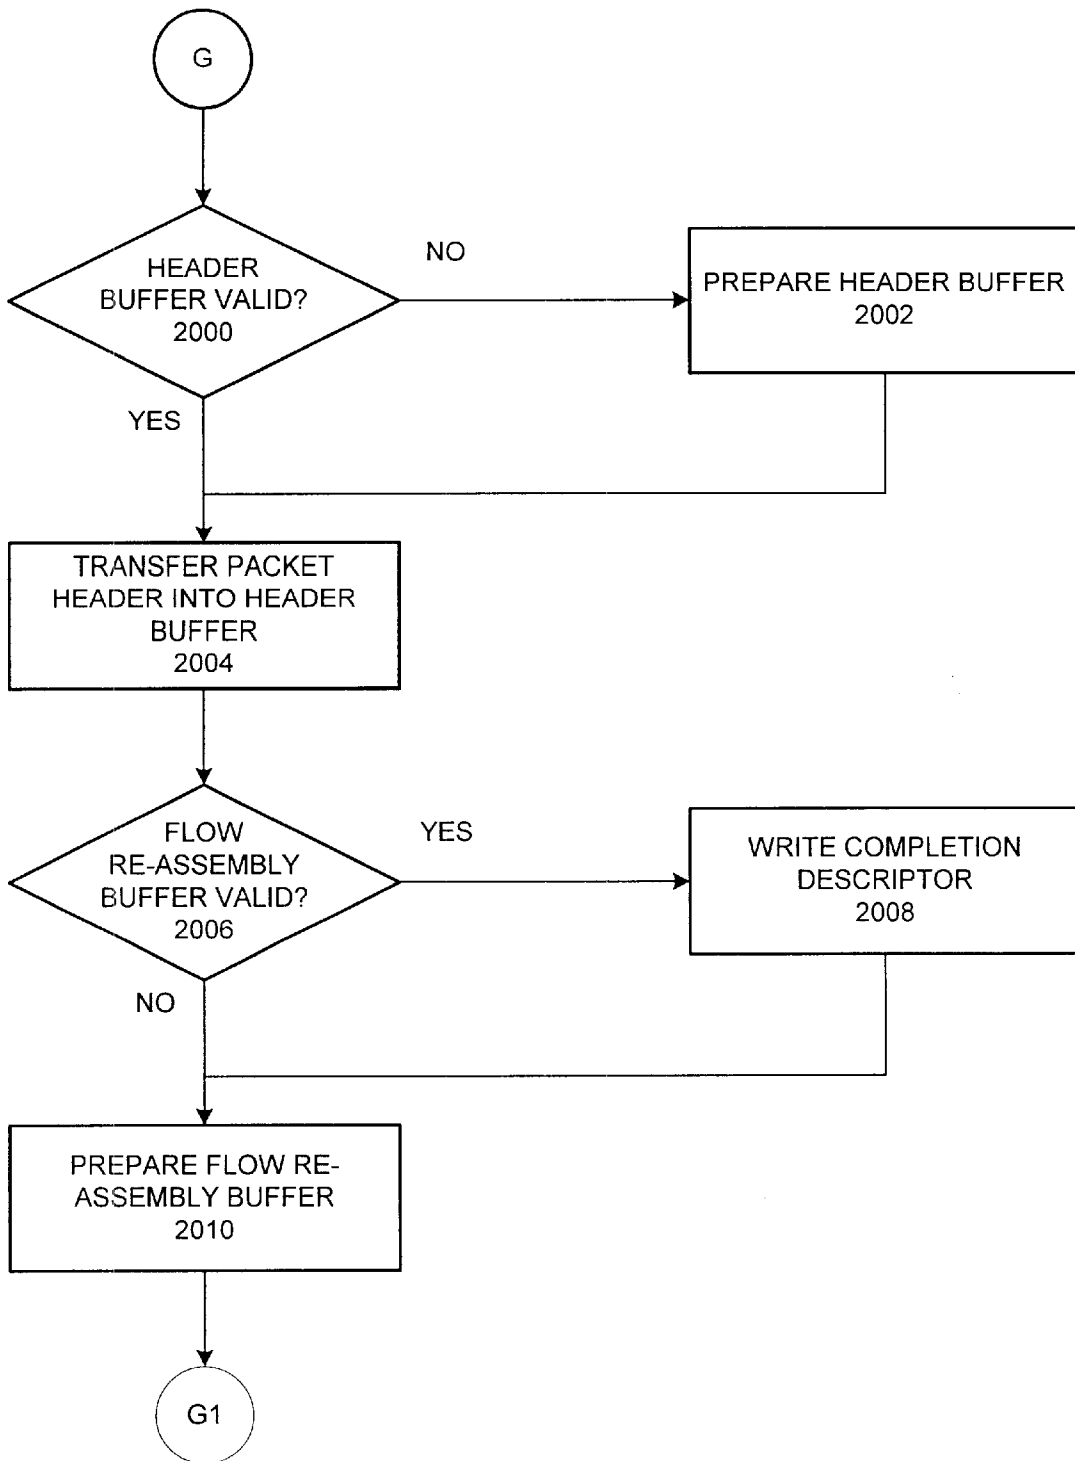 G
HEADER
BUFFER VALID?
2000
NO
PREPARE HEADER BUFFER
2002
YES
TRANSFER PACKET
HEADER INTO HEADER
BUFFER
2004
FLOW
RE-ASSEMBLY
BUFFER VALID?
2006
YES
WRITE COMPLETION
DESCRIPTOR
2008
NO
PREPARE FLOW RE-
ASSEMBLY BUFFER
2010
G1